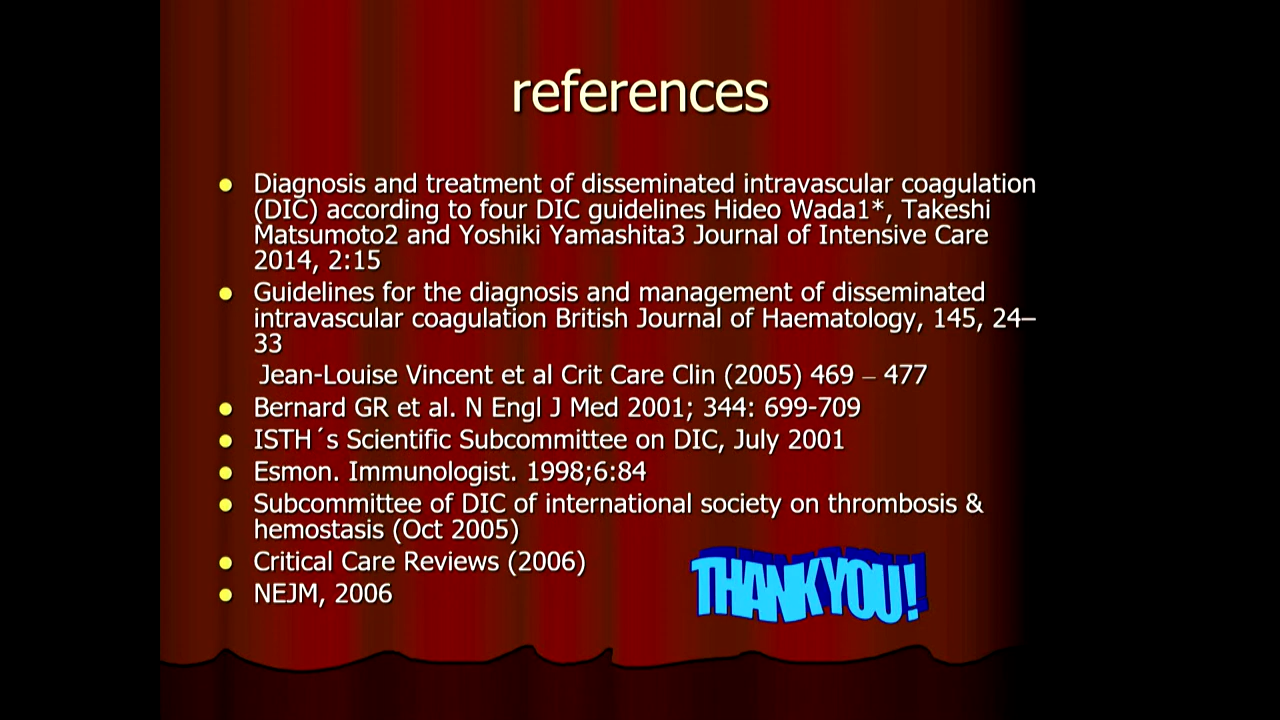 references
Diagnosis and treatment of disseminated intravascular coagulation
(DIC) according to four DIC guidelines Hideo Wada1*, Takeshi
Matsumoto2 and Yoshiki Yamashita3 Journal of Intensive Care
2014, 2:15
Guidelines for the diagnosis and management of disseminated
intravascular coagulation British Journal of Haematology, 145, 24–
33
Jean-Louise Vincent et al Crit Care Clin (2005) 469 – 477
Bernard GR et al. N Engl J Med 2001; 344: 699-709
ISTH´s Scientific Subcommittee on DIC, July 2001
Esmon. Immunologist. 1998;6:84
Subcommittee of DIC of international society on thrombosis &
hemostasis (Oct 2005)
Critical Care Reviews (2006)
NEJM, 2006
THANK YOU!